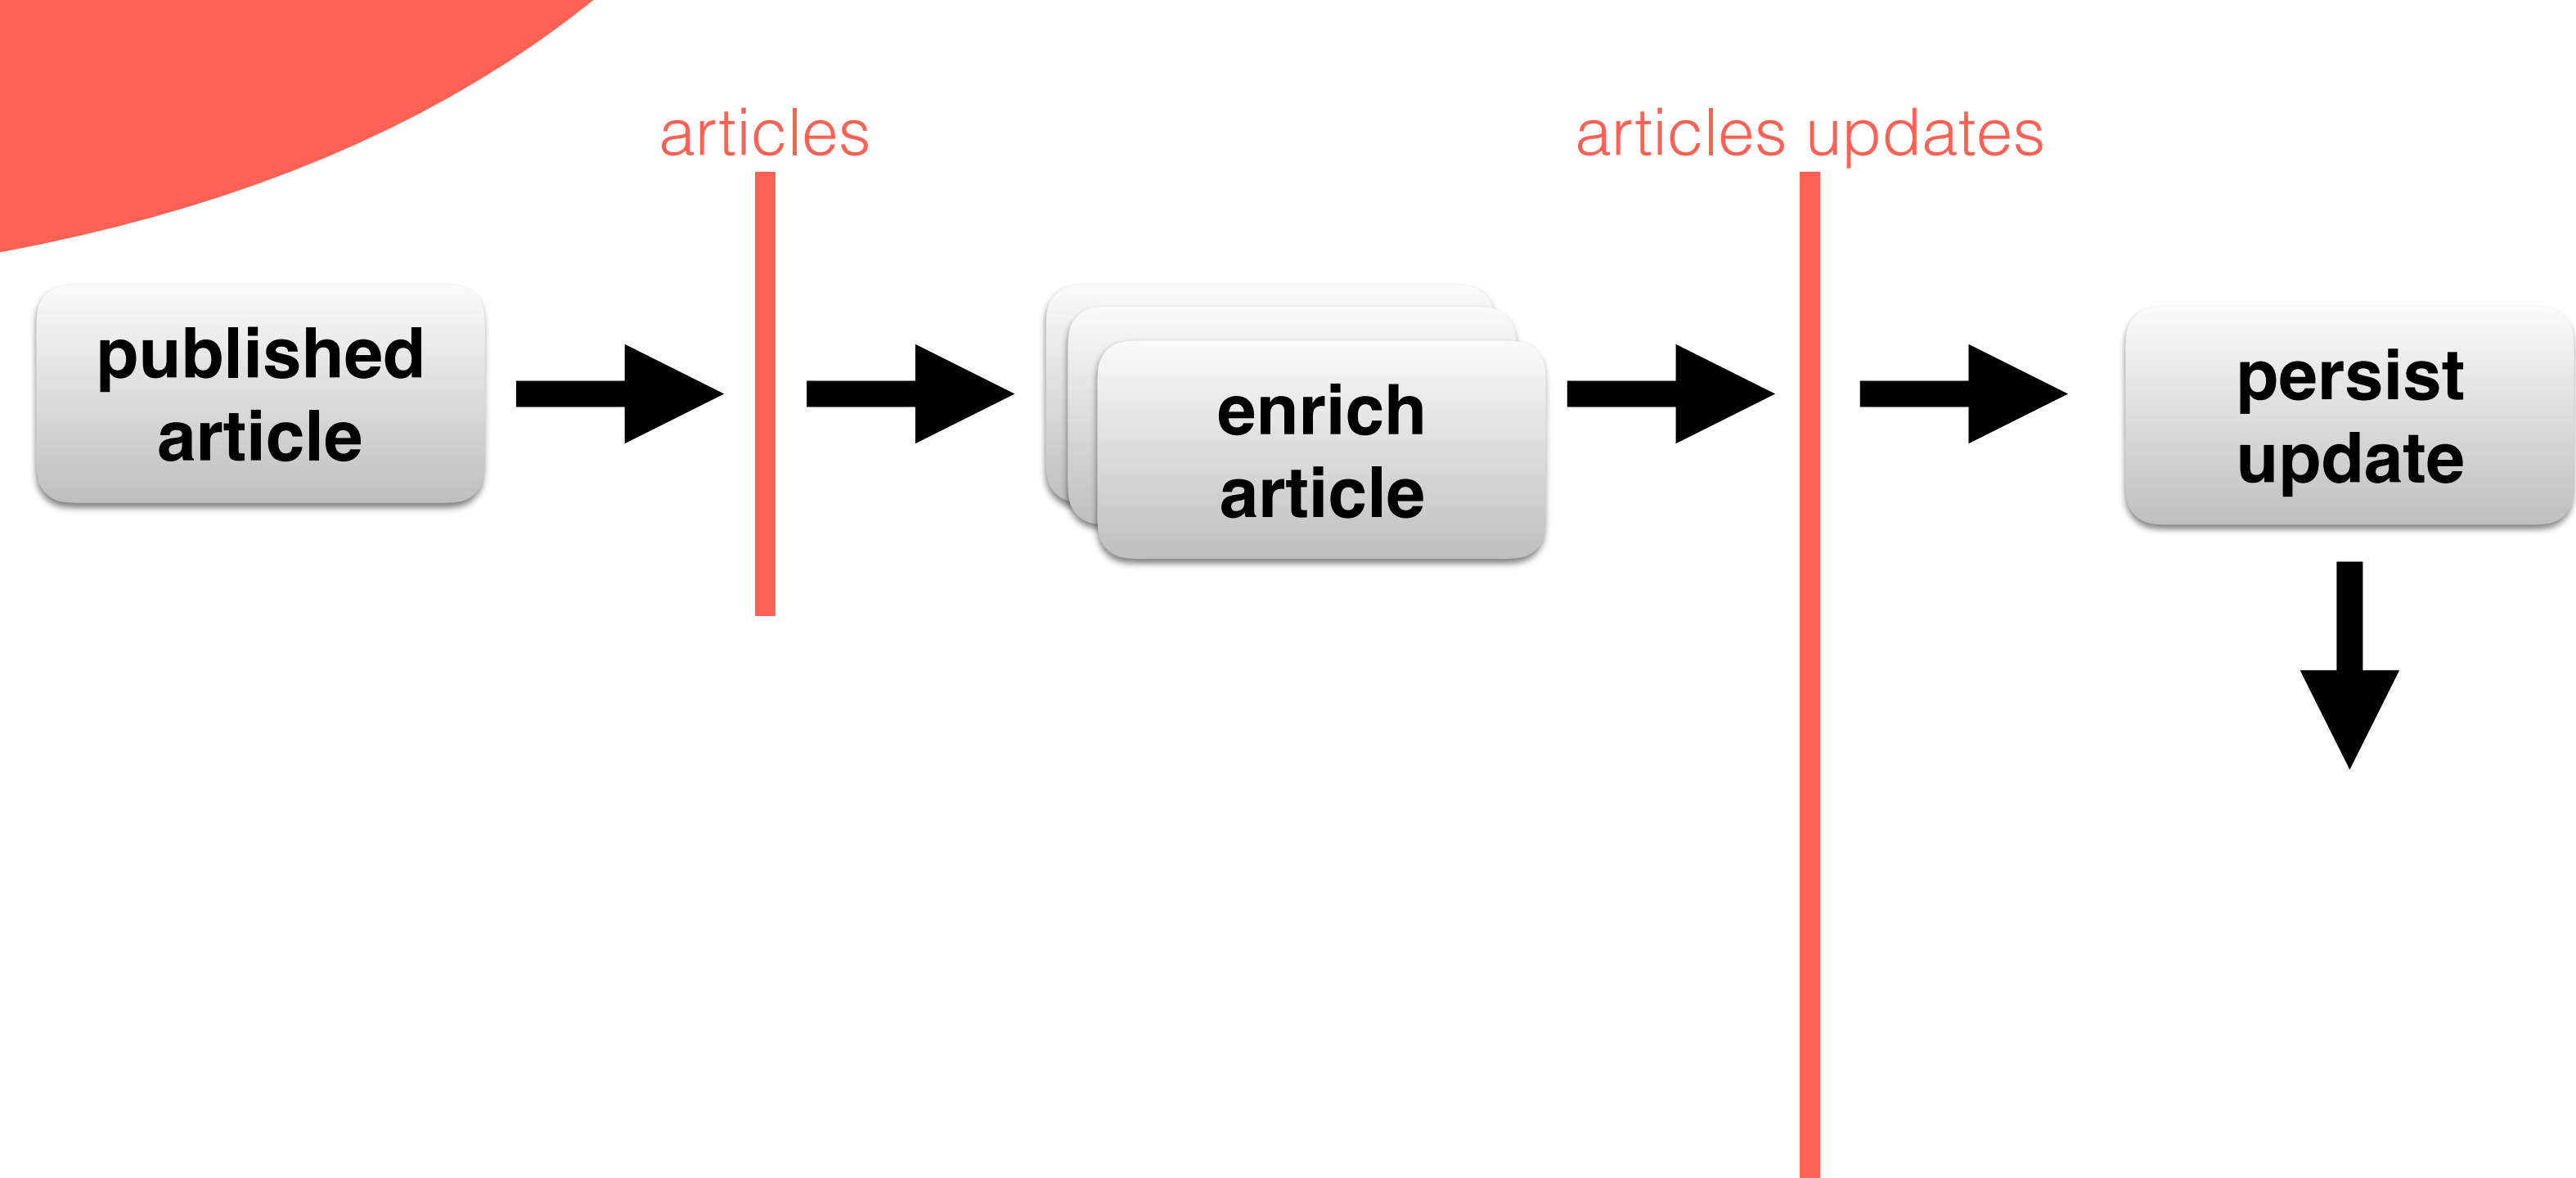 articles
articles updates
published
article
enrich
article
persist
update